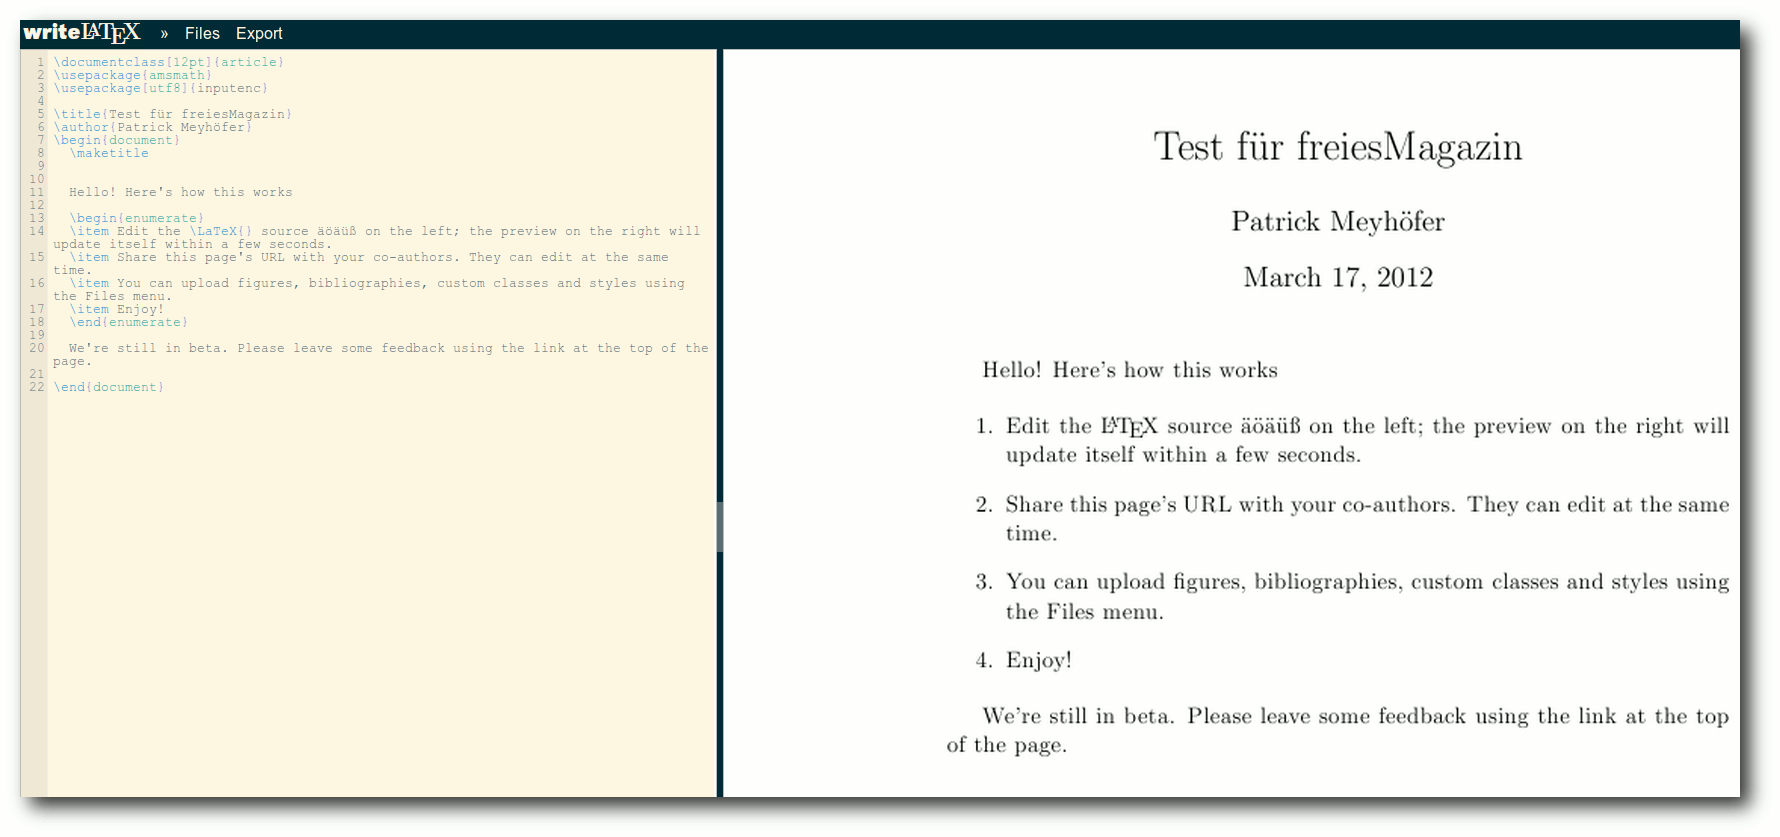 writeLATEX » Files Export
1 \documentclass[12pt]{article}
2 \usepackage{amsmath}
3 \usepackage[utf8]{inputenc}
4
5 \title{Test für freiesMagazin}
6 \author{Patrick Meyhöfer}
7 \begin{document}
8 \maketitle
9
10
11 Hello! Here's how this works
12
13 \begin{enumerate}
14 \item Edit the \LaTeX{} source äöäüß on the left; the preview on the right will
update itself within a few seconds.
15 \item Share this page's URL with your co-authors. They can edit at the same
time.
16 \item You can upload figures, bibliographies, custom classes and styles using
the Files menu.
17 \item Enjoy!
18 \end{enumerate}
19
20 We're still in beta. Please leave some feedback using the link at the top of the
page.
21
22 \end{document}
Test für freiesMagazin
Patrick Meyhöfer
March 17, 2012
Hello! Here's how this works
1. Edit the LATEX source äöäüß on the left; the preview on the right will
update itself within a few seconds.
2. Share this page's URL with your co-authors. They can edit at the same
time.
3. You can upload figures, bibliographies, custom classes and styles using
the Files menu.
4. Enjoy!
We're still in beta. Please leave some feedback using the link at the top
of the page.